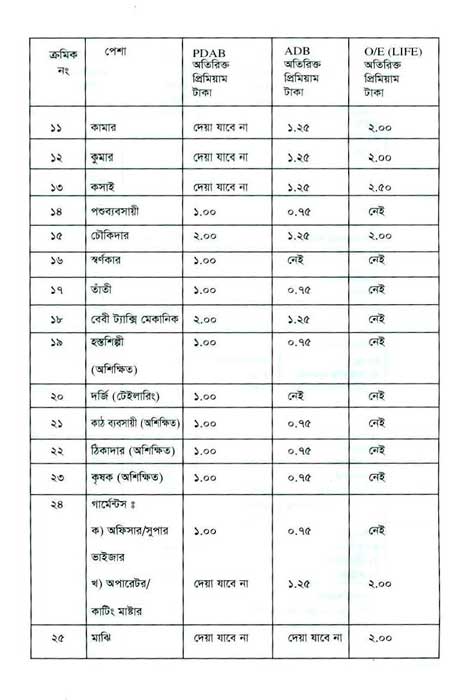 ক্রমিক নং | পেশা | PDAB অতিরিক্ত প্রিমিয়াম টাকা | ADB অতিরিক্ত প্রিমিয়াম টাকা | O/E (LIFE) অতিরিক্ত প্রিমিয়াম টাকা
১১ | কামার | দেয়া যাবে না | ১.২৫ | ২.০০
১২ | কুমার | দেয়া যাবে না | ১.২৫ | ২.০০
১৩ | কসাই | দেয়া যাবে না | ১.২৫ | ২.৫০
১৪ | পশুব্যবসায়ী | ১.০০ | ০.৭৫ | নেই
১৫ | চৌকিদার | ২.০০ | ১.২৫ | ২.০০
১৬ | স্বর্ণকার | ১.০০ | নেই | নেই
১৭ | তাঁতী | ১.০০ | ০.৭৫ | নেই
১৮ | বেবী ট্যাক্সি মেকানিক | ২.০০ | ১.২৫ | নেই
১৯ | হস্তশিল্পী | ১.০০ | ০.৭৫ | নেই
(অশিক্ষিত)
২০ | দর্জি (টেইলারিং) | ১.০০ | নেই | নেই
২১ | কাঠ ব্যবসায়ী (অশিক্ষিত) | ১.০০ | ০.৭৫ | নেই
২২ | ঠিকাদার (অশিক্ষিত) | ১.০০ | ০.৭৫ | নেই
২৩ | কৃষক (অশিক্ষিত) | ১.০০ | ০.৭৫ | নেই
২৪ | গার্মেন্টস ঃ
ক) অফিসার/সুপার | ১.০০ | ০.৭৫ | নেই
ভাইজার
খ) অপারেটর/ | দেয়া যাবে না | ১.২৫ | ২.০০
কাটিং মাষ্টার
২৫ | মাঝি | দেয়া যাবে না | দেয়া যাবে না | ২.০০